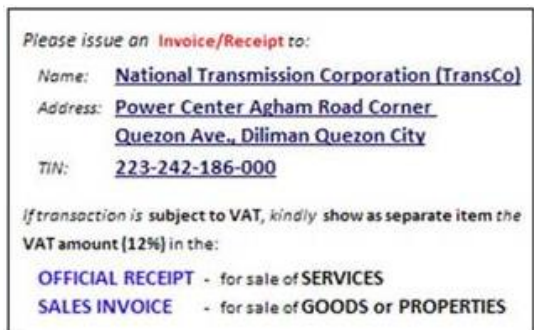 Please issue an Invoice/Receipt to:
Name: National Transmission Corporation (TransCo)
Address: Power Center Agham Road Corner
Quezon Ave., Diliman Quezon City
TIN: 223-242-186-000
If transaction is subject to VAT, kindly show as separate item the
VAT amount (12%) in the:
OFFICIAL RECEIPT - for sale of SERVICES
SALES INVOICE - for sale of GOODS or PROPERTIES